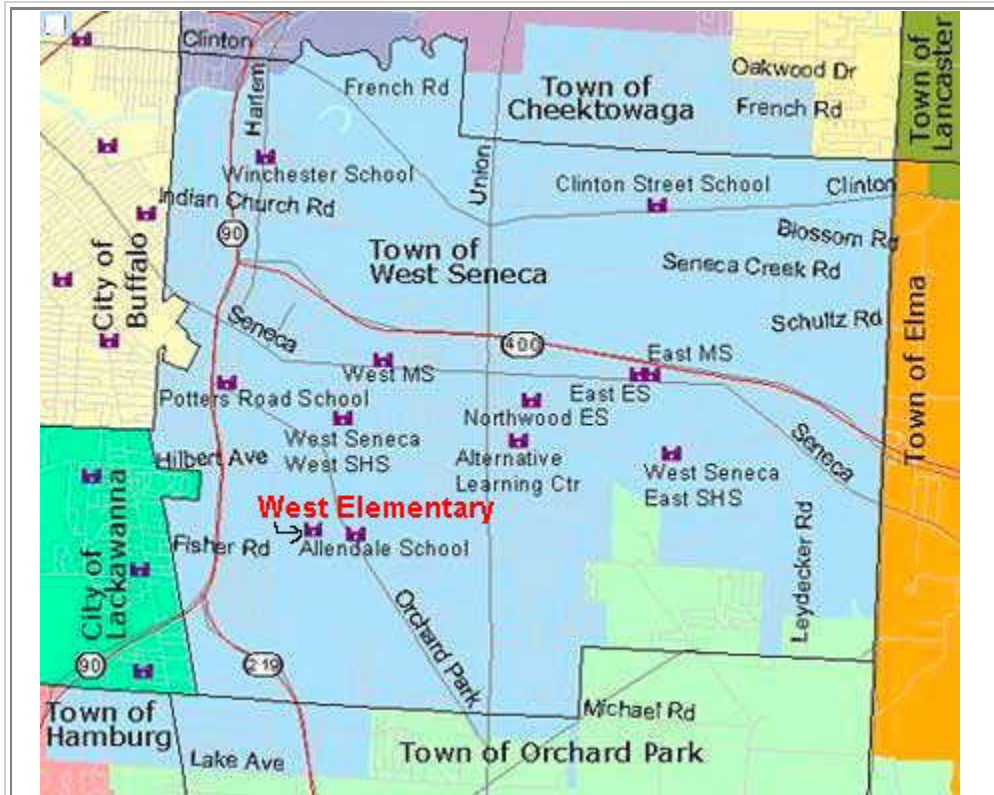 Clinton
Harlem
French Rd
Town of
Cheektowaga
Oakwood Dr
French Rd
Town of
Lancaster
Winchester School
Union
Clinton Street School
Clinton
Indian Church Rd
90
Town of
West Seneca
Blossom Rd
Seneca Creek Rd
City of
Buffalo
Seneca
400
Schultz Rd
Town of Elma
West MS
East MS
Potters Road School
East ES
Northwood ES
West Seneca
West SHS
Alternative
Learning Ctr
West Seneca
East SHS
Seneca
Hilbert Ave
West Elementary
Fisher Rd
Allendale School
Leydecker Rd
City of
Lackawanna
Orchard Park
90
219
Town of
Hamburg
Michael Rd
Lake Ave
Town of Orchard Park